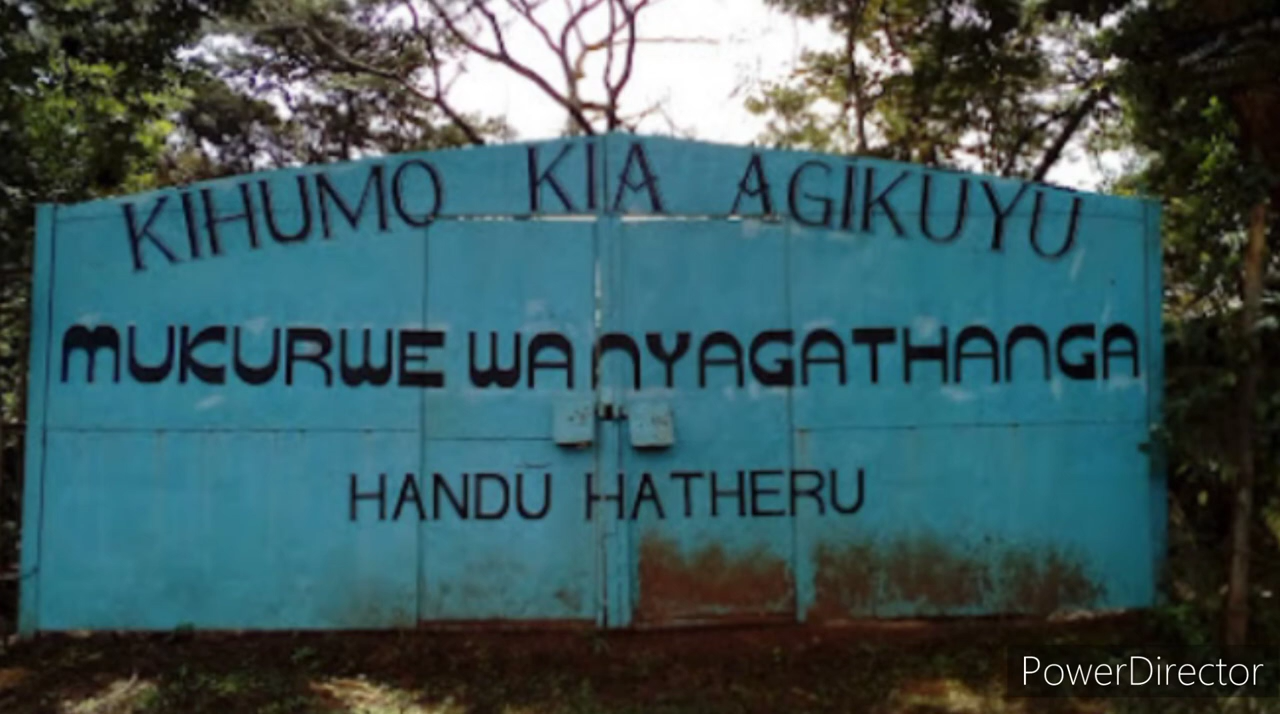 KIHUMO KIA AGIKUYU
MUKURWE WA NYAGATHANGA
HANDŨ HATHERU
PowerDirector